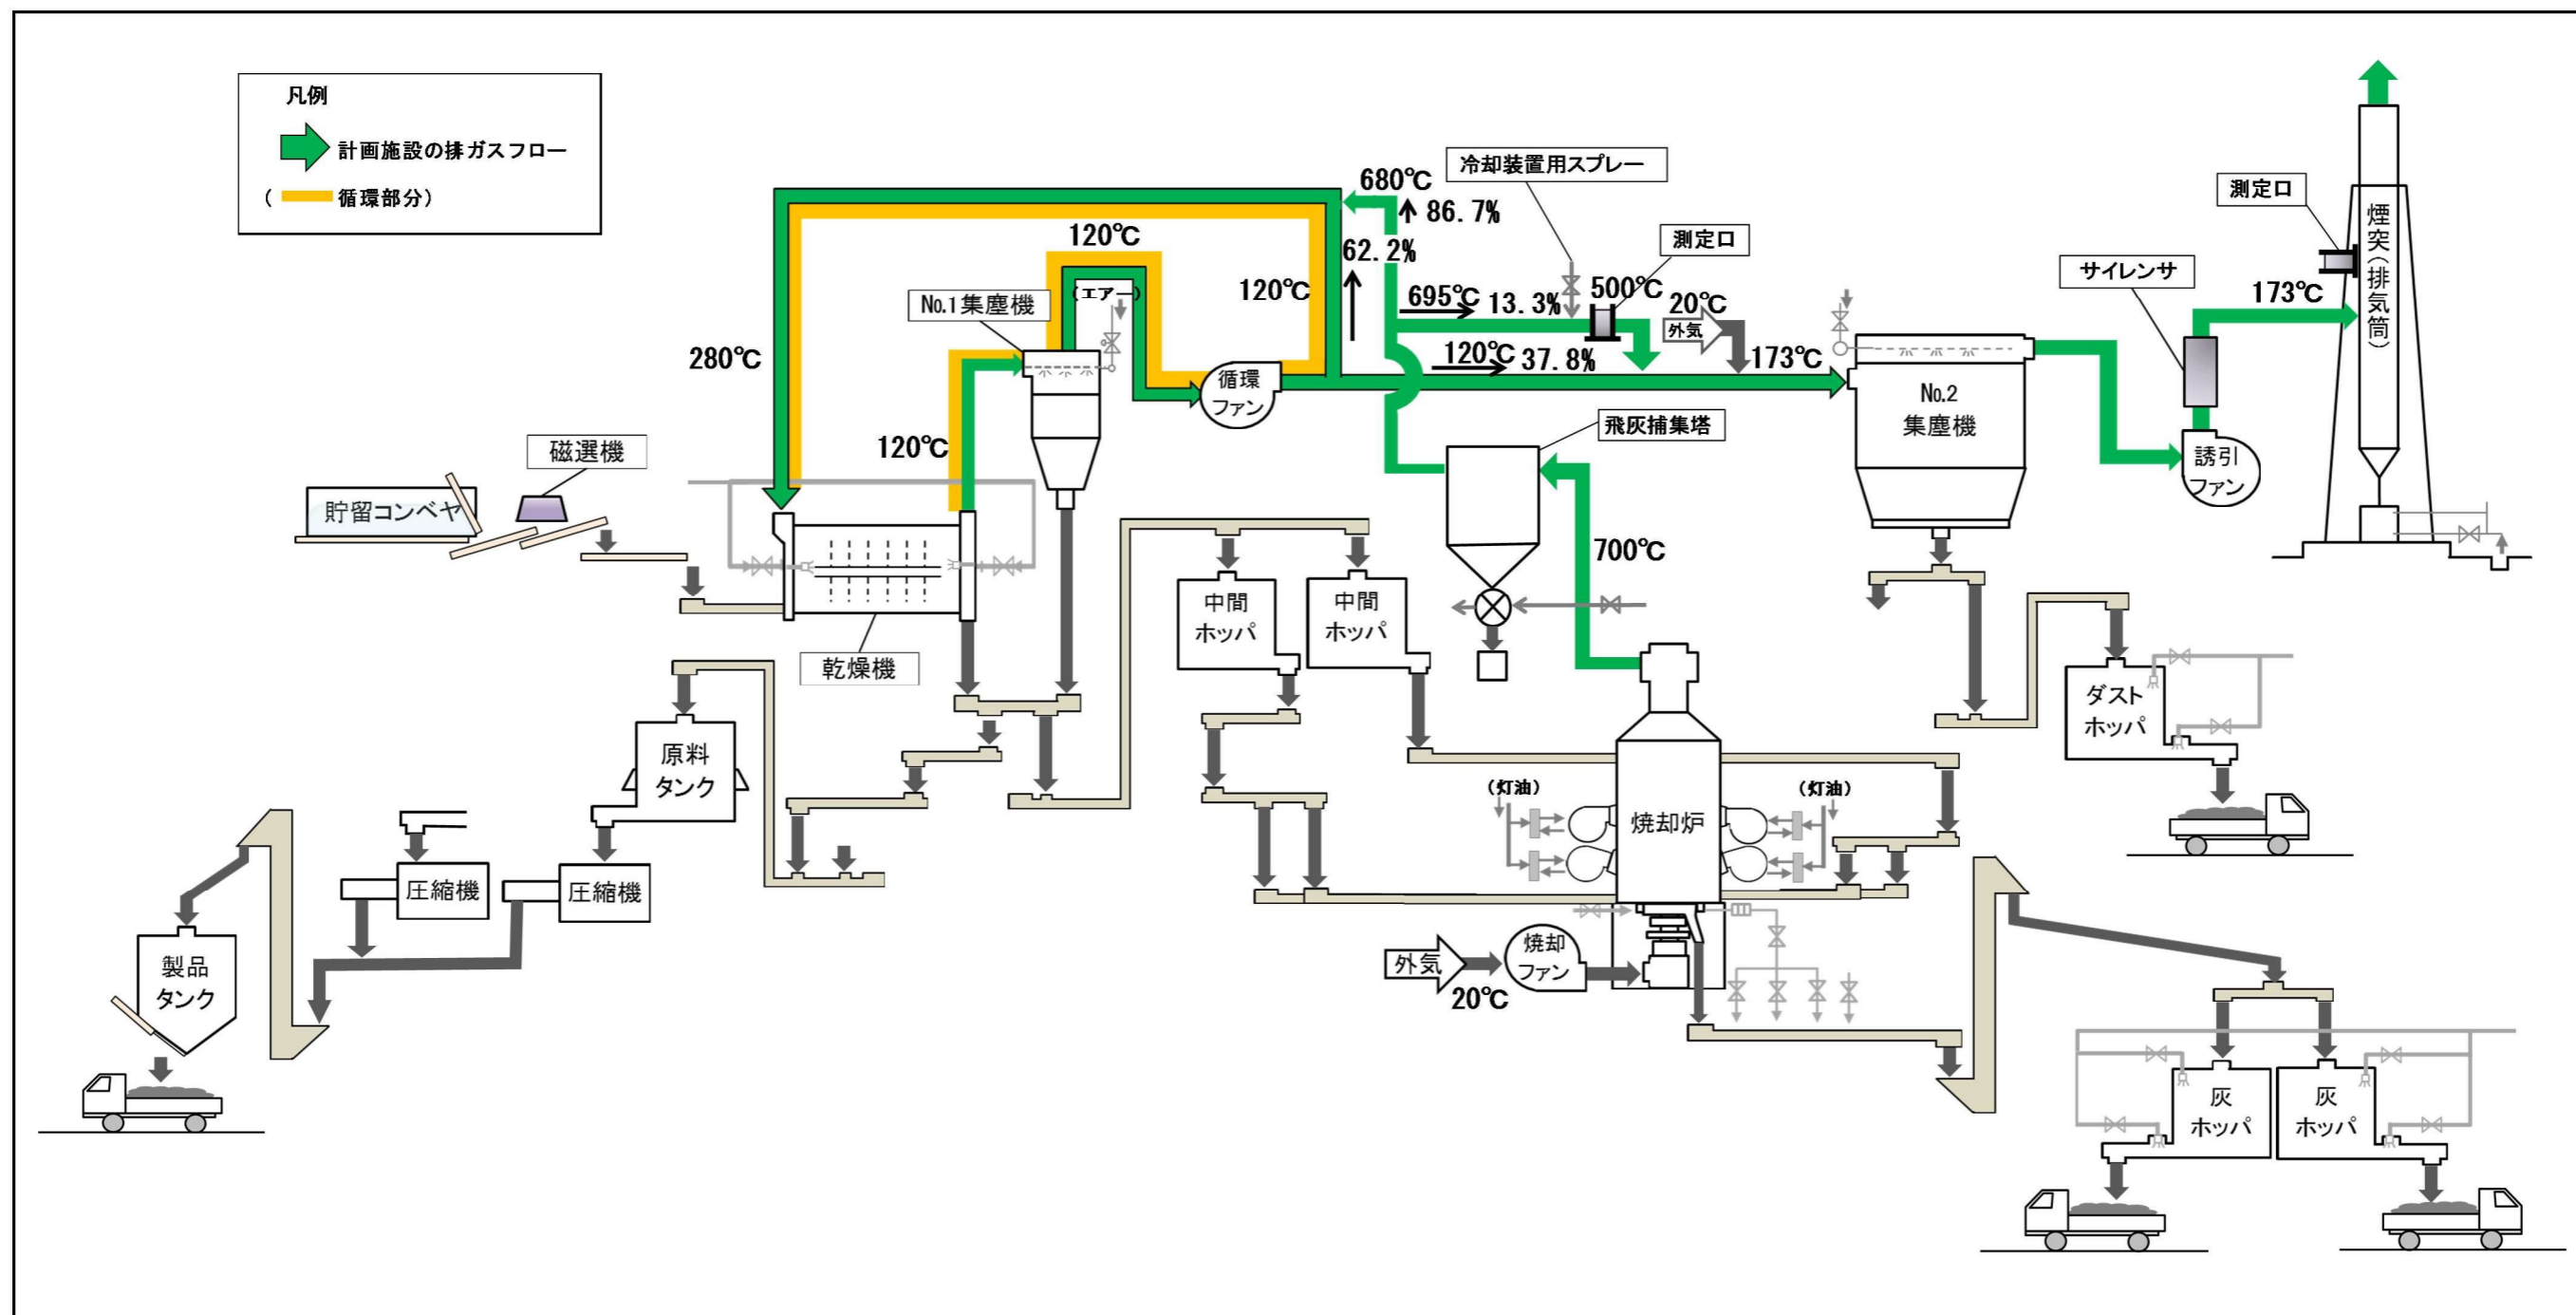 凡例
計画施設の排ガスフロー
( 循環部分)
680℃
冷却装置用スプレー
測定口
86.7%
120℃
62.2%
測定口
煙突(排気筒)
サイレンサ
No.1集塵機
(エアー)
120℃
695℃
13.3%
500℃
20℃
外気
173℃
280℃
120℃
37.8%
173℃
循環
ファン
No.2
集塵機
飛灰捕集塔
120℃
磁選機
誘引
ファン
貯留コンベヤ
700℃
中間
ホッパ
中間
ホッパ
乾燥機
ダスト
ホッパ
原料
タンク
(灯油)
(灯油)
焼却炉
圧縮機
圧縮機
製品
タンク
外気
20℃
焼却
ファン
灰
ホッパ
灰
ホッパ